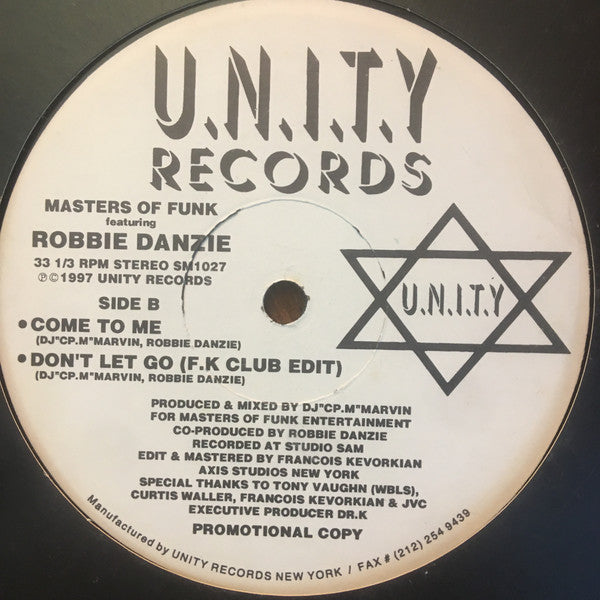 U.N.I.T.Y
RECORDS
MASTERS OF FUNK
featuring
ROBBIE DANZIE
33 1/3 RPM STEREO SM1027
℗©1997 UNITY RECORDS
SIDE B
•COME TO ME
(DJ"CP.M"MARVIN, ROBBIE DANZIE)
•DON'T LET GO (F.K CLUB EDIT)
(DJ"CP.M"MARVIN, ROBBIE DANZIE)
U.N.I.T.Y
PRODUCED & MIXED BY DJ"CP.M"MARVIN
FOR MASTERS OF FUNK ENTERTAINMENT
CO-PRODUCED BY ROBBIE DANZIE
RECORDED AT STUDIO SAM
EDIT & MASTERED BY FRANCOIS KEVORKIAN
AXIS STUDIOS NEW YORK
SPECIAL THANKS TO TONY VAUGHN (WBLS),
CURTIS WALLER, FRANCOIS KEVORKIAN & JVC
EXECUTIVE PRODUCER DR.K
PROMOTIONAL COPY
Manufactured by UNITY RECORDS NEW YORK / FAX # (212) 254 9439